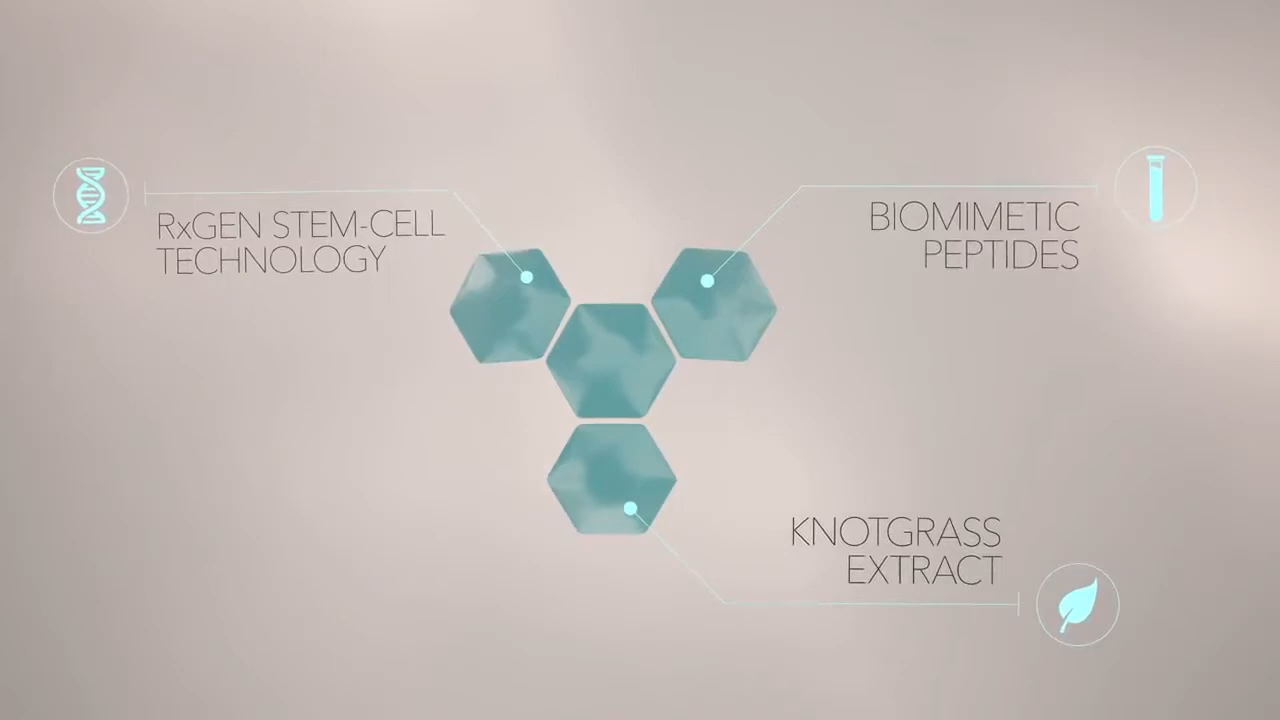 RxGEN STEM-CELL
TECHNOLOGY
BIOMIMETIC
PEPTIDES
KNOTGRASS
EXTRACT